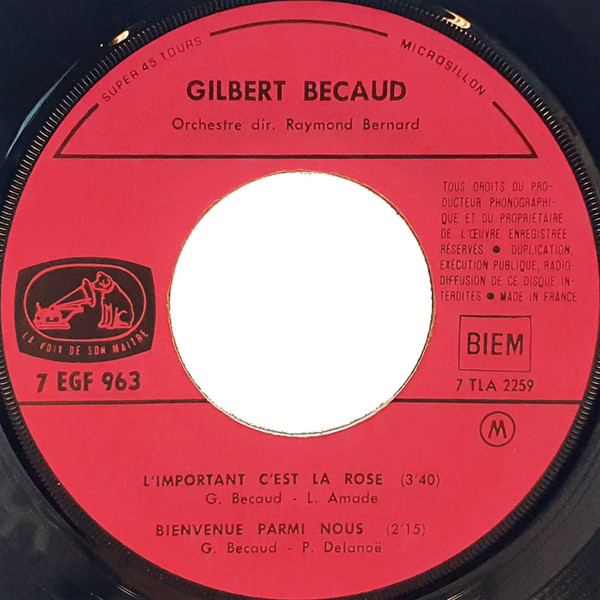 SUPER 45 TOURS
MICROSILLON
GILBERT BECAUD
Orchestre dir. Raymond Bernard
TOUS DROITS DU PRO-
DUCTEUR PHONOGRAPHI-
QUE ET DU PROPRIÉTAIRE
DE L'ŒUVRE ENREGISTRÉE
RÉSERVÉS ● DUPLICATION,
EXÉCUTION PUBLIQUE, RADIO-
DIFFUSION DE CE DISQUE IN-
TERDITES ● MADE IN FRANCE
LA VOIX DE SON MAITRE
7 EGF 963
BIEM
7 TLA 2259
M
L'IMPORTANT C'EST LA ROSE (3'40)
G. Becaud - L. Amade
BIENVENUE PARMI NOUS (2'15)
G. Becaud - P. Delanoë